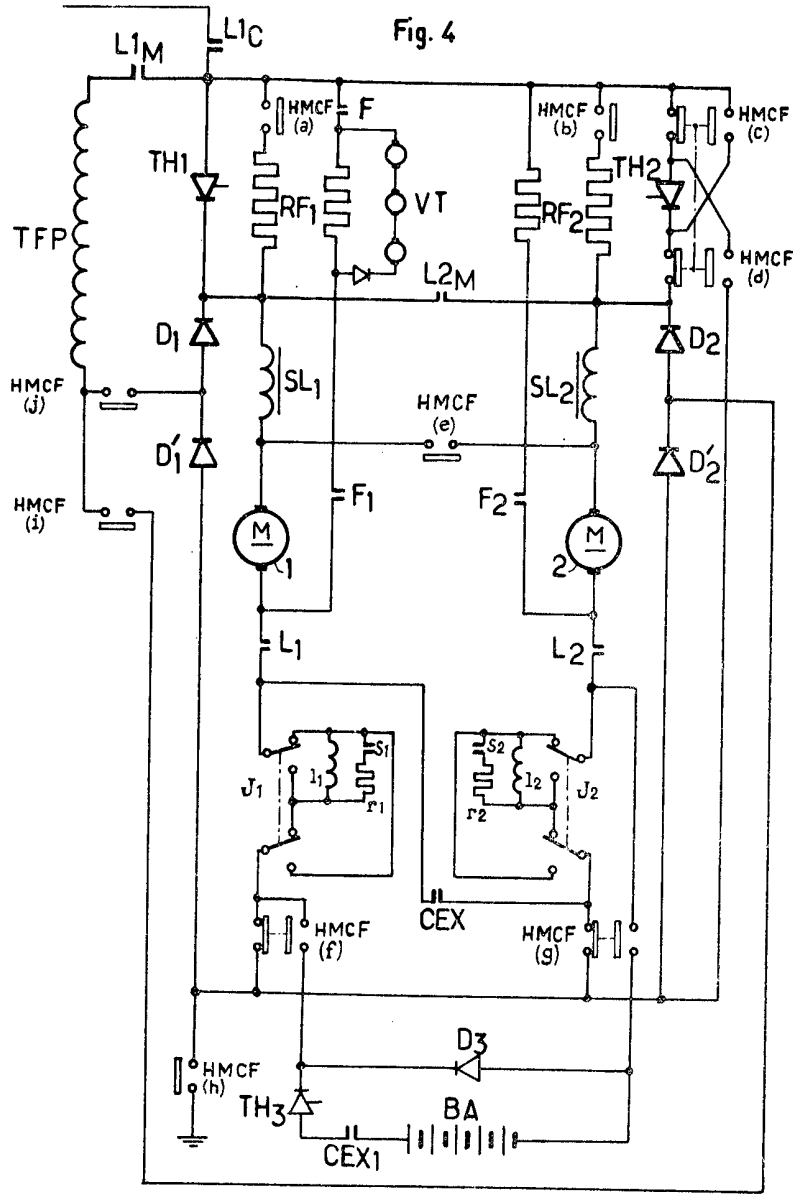 Fig. 4
L1C
L1M
HMCF
(a)
F
HMCF
(b)
HMCF
(c)
TH1
TH2
VT
RF1
RF2
TFP
L2M
HMCF
(d)
D1
D2
SL1
SL2
HMCF
(e)
HMCF
(j)
D'1
D'2
F1
F2
HMCF
(i)
M
1
M
2
L1
L2
J1
l1
S1
r1
S2
l2
r2
J2
CEX
HMCF
(f)
HMCF
(g)
D3
HMCF
(h)
TH3
BA
CEX1